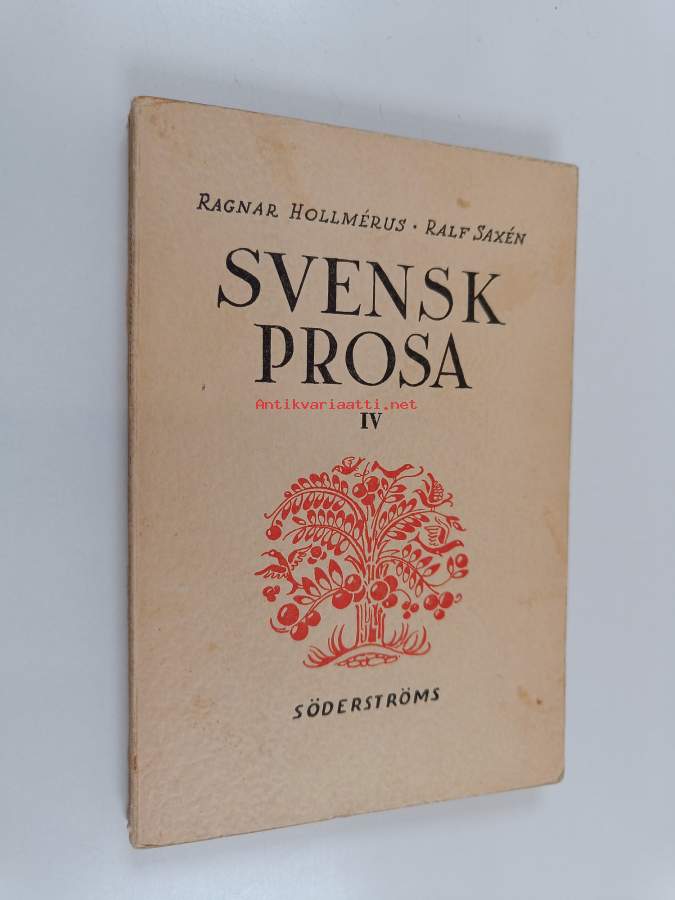 RAGNAR HOLLMÉRUS · RALF SAXÉN
SVENSK
PROSA
Antikvariaatti.net
IV
SÖDERSTRÖMS